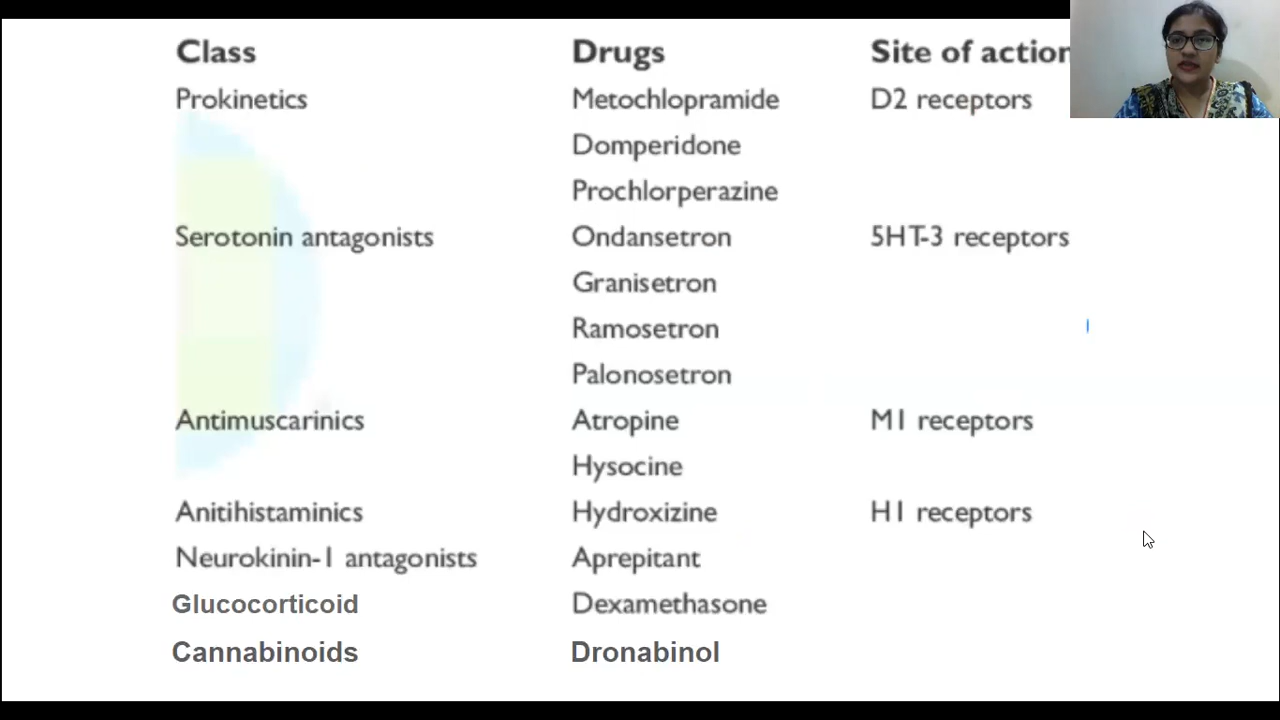 Class Drugs Site of action
Prokinetics Metochlopramide D2 receptors
Domperidone
Prochlorperazine
Serotonin antagonists Ondansetron 5HT-3 receptors
Granisetron
Ramosetron
Palonosetron
Antimuscarinics Atropine M1 receptors
Hysocine
Anitihistaminics Hydroxizine H1 receptors
Neurokinin-1 antagonists Aprepitant
Glucocorticoid Dexamethasone
Cannabinoids Dronabinol